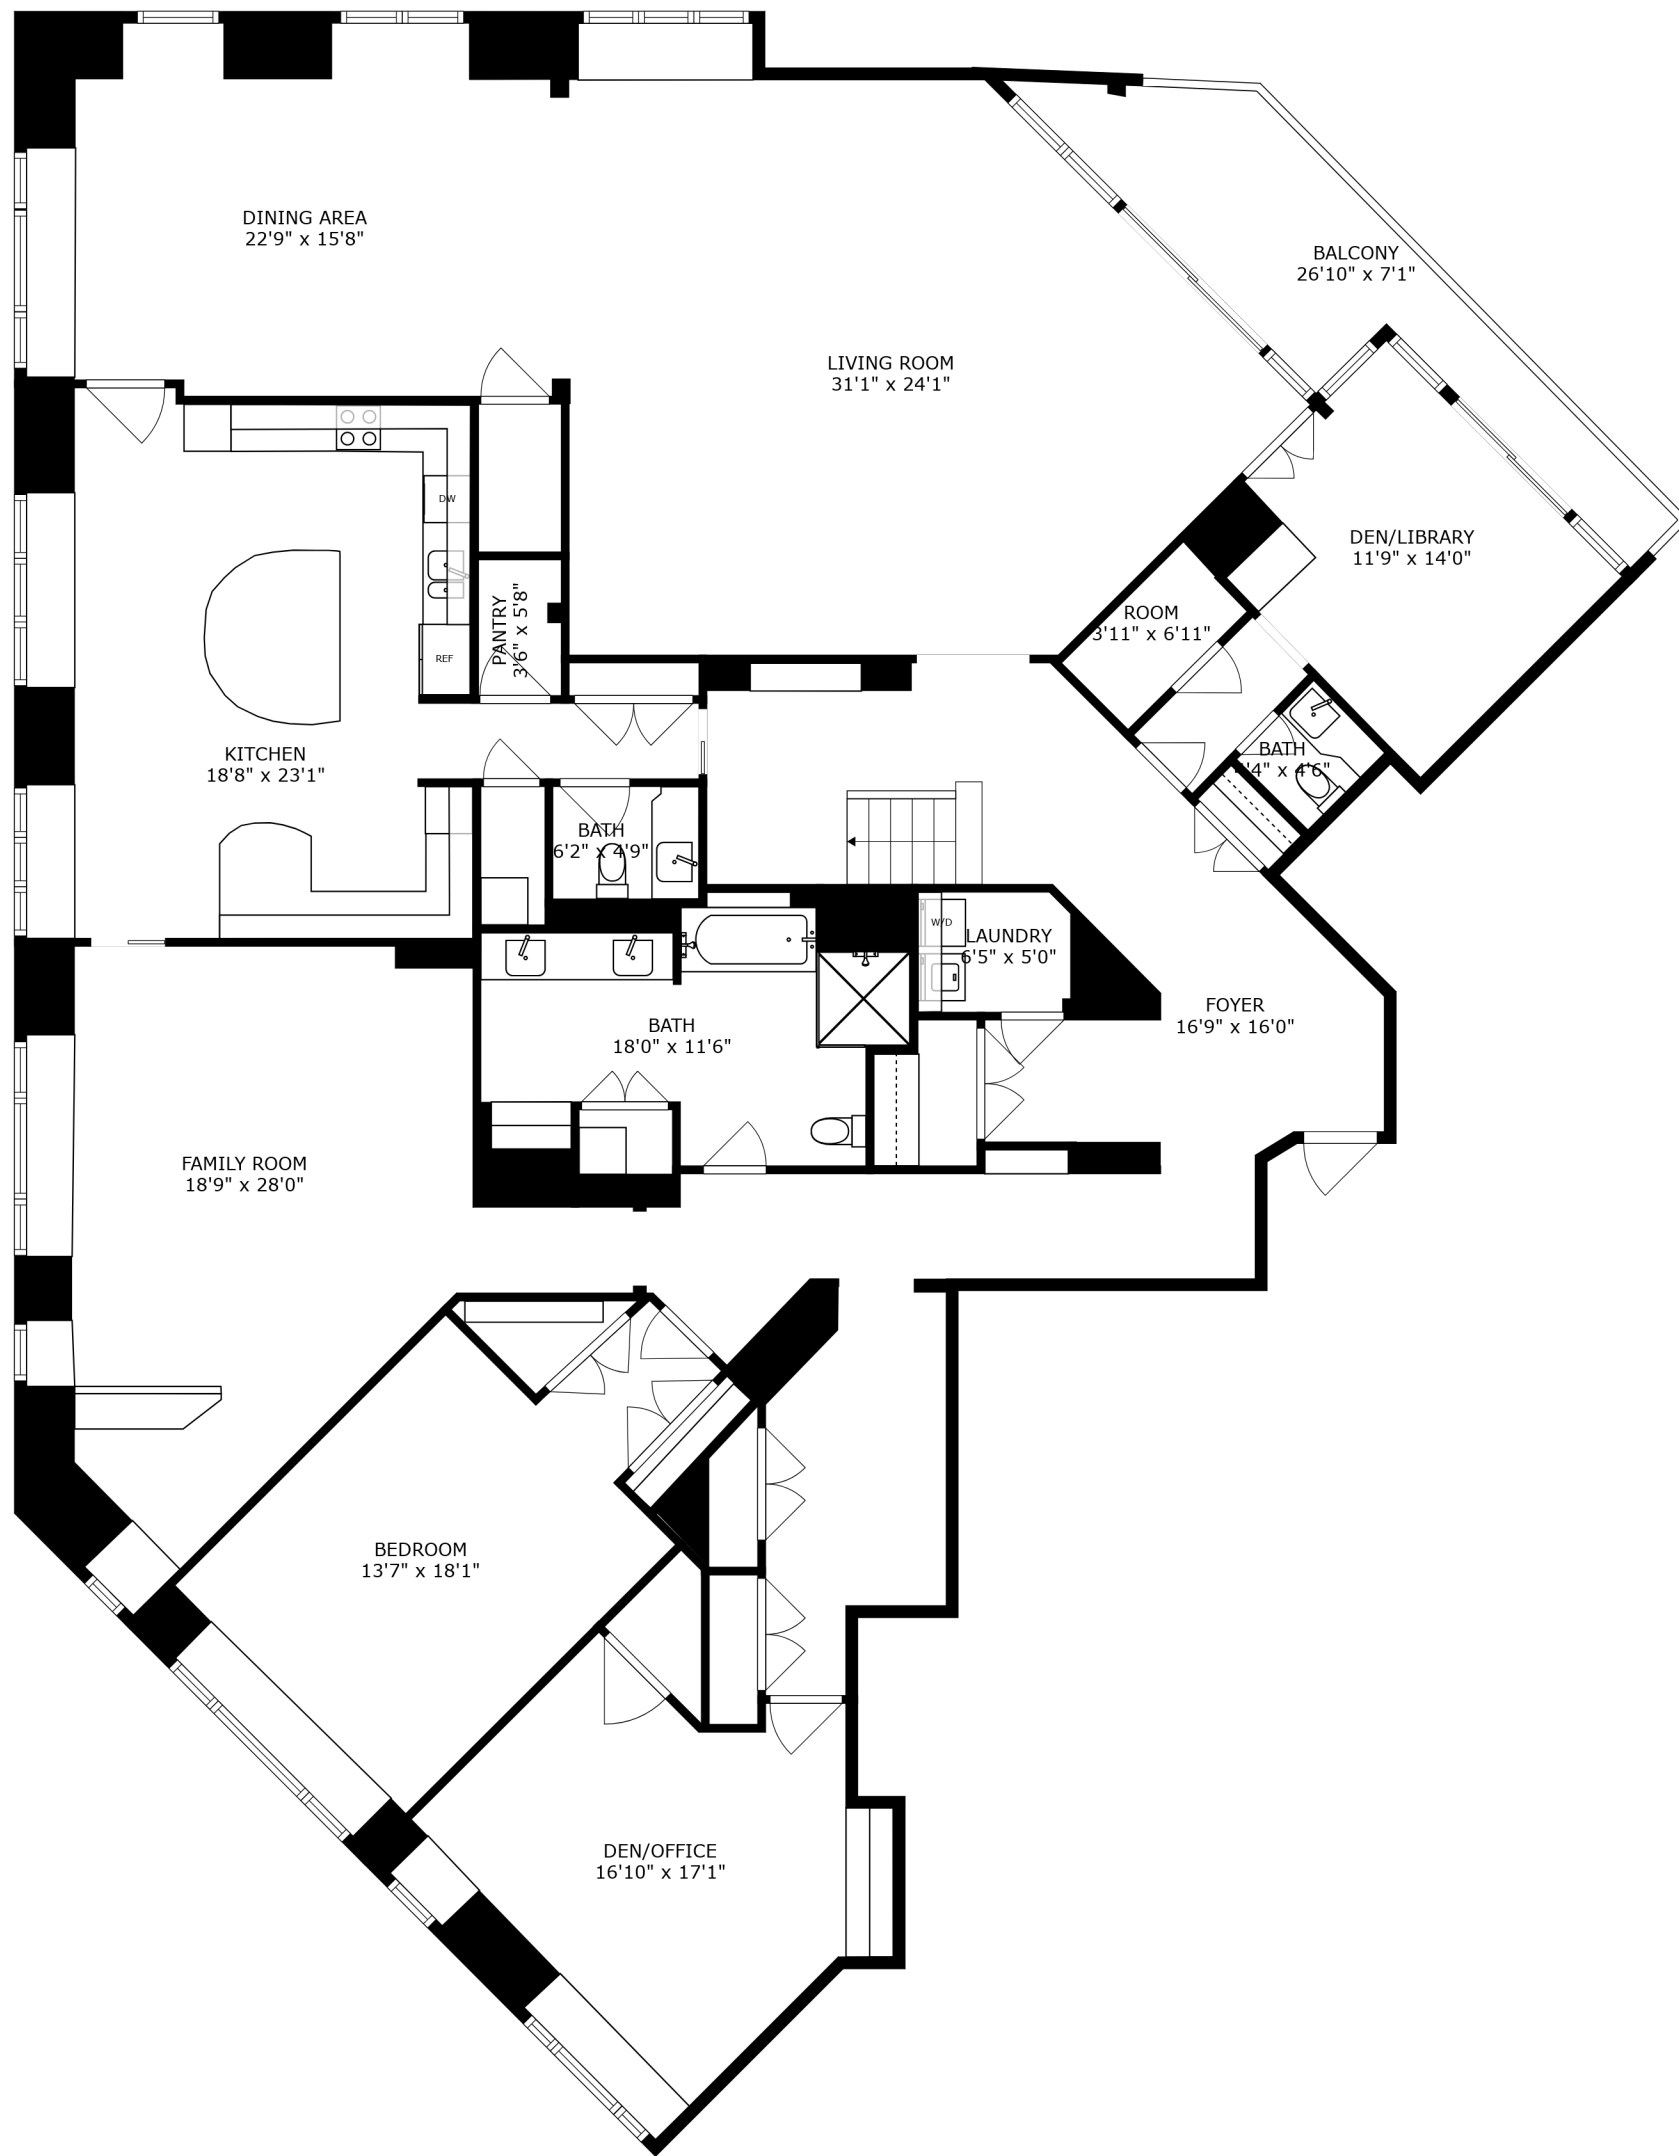 DINING AREA
22'9" x 15'8"
BALCONY
26'10" x 7'1"
LIVING ROOM
31'1" x 24'1"
DW
DEN/LIBRARY
11'9" x 14'0"
PANTRY
3'6" x 5'8"
ROOM
3'11" x 6'11"
REF
KITCHEN
18'8" x 23'1"
BATH
4'6"
BATH
6'2" x 4'9"
W/D
LAUNDRY
6'5" x 5'0"
FOYER
16'9" x 16'0"
BATH
18'0" x 11'6"
FAMILY ROOM
18'9" x 28'0"
BEDROOM
13'7" x 18'1"
DEN/OFFICE
16'10" x 17'1"